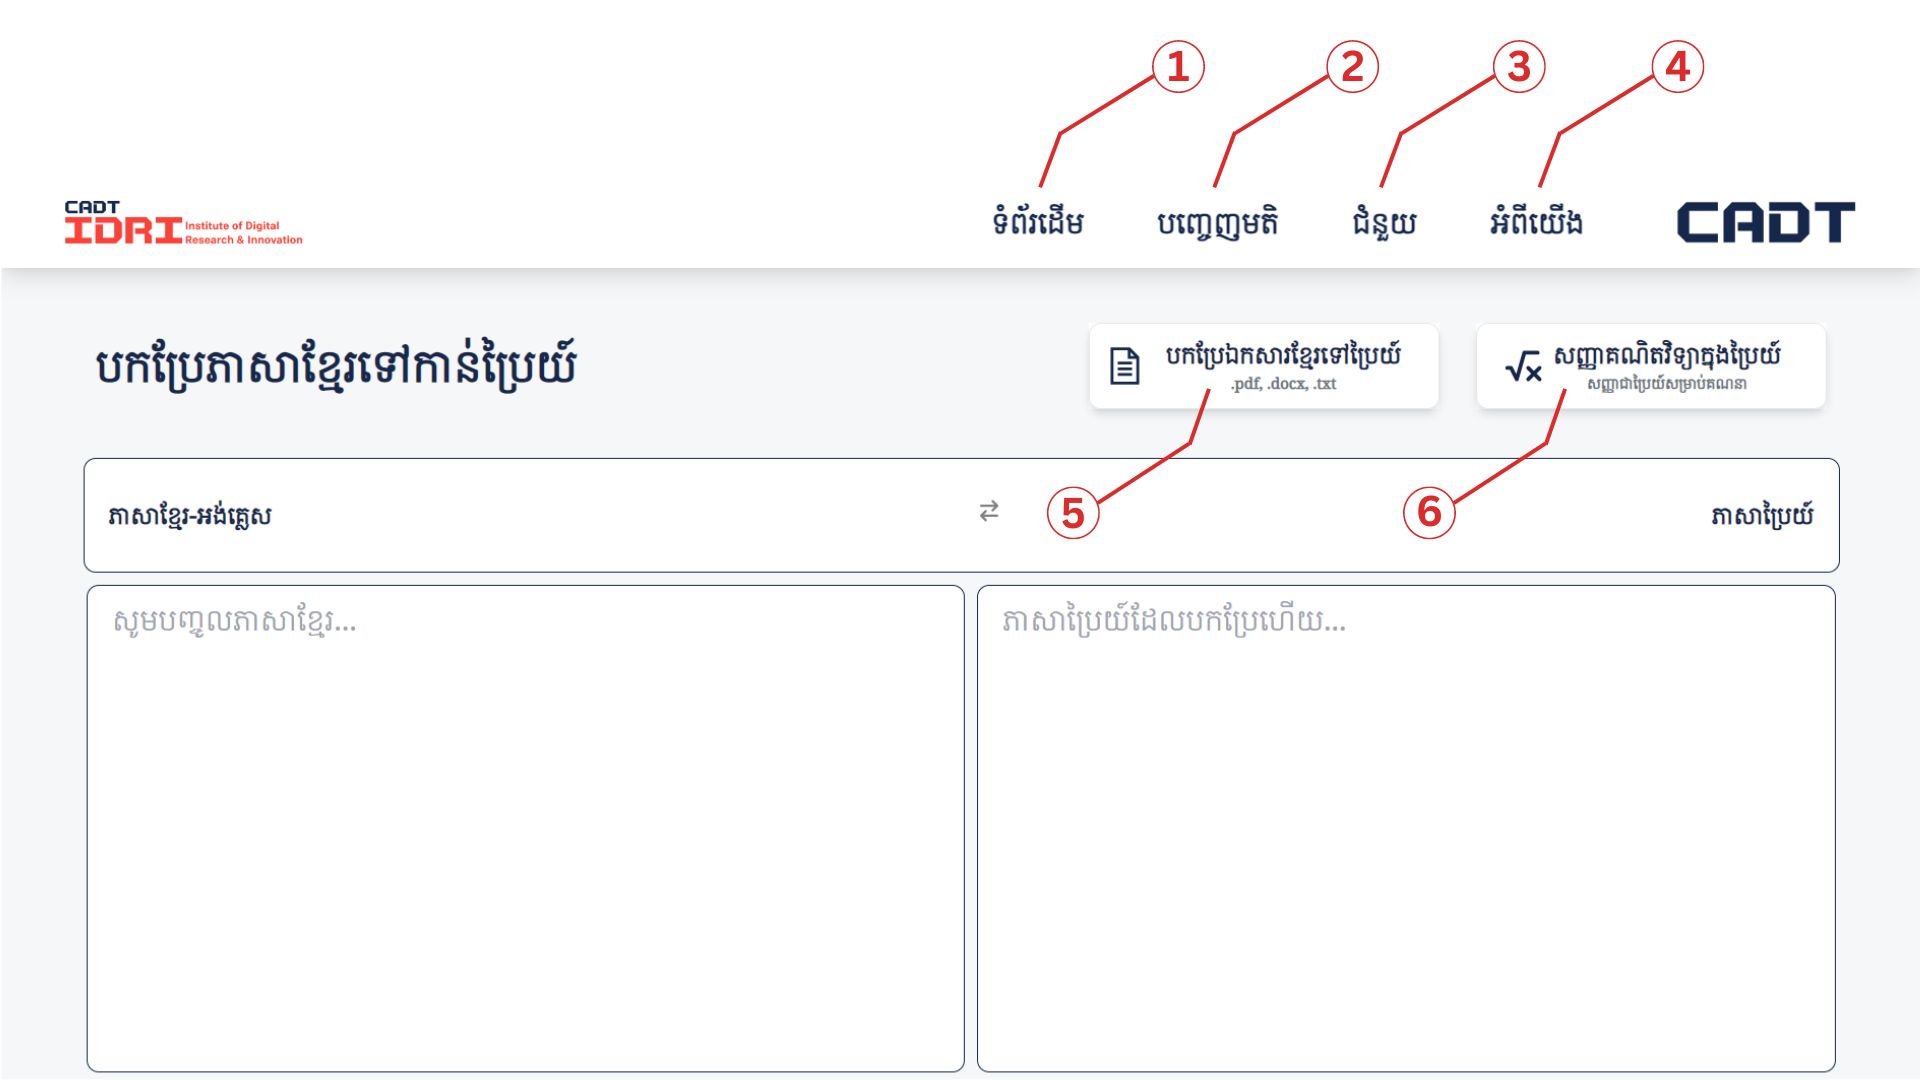 1 2 3 4
CADT
IDRI Institute of Digital
Research & Innovation
ទំព័រដើម បញ្ចេញមតិ ជំនួយ អំពីយើង CADT
បកប្រែភាសាខ្មែរទៅកាន់ប្រៃយ៍
បកប្រែឯកសារខ្មែរទៅប្រៃយ៍
.pdf, .docx, .txt
√x សញ្ញាគណិតវិទ្យាក្នុងប្រៃយ៍
សញ្ញាជាប្រៃយ៍សម្រាប់គណនា
ភាសាខ្មែរ-អង់គ្លេស ⇄ 5 6 ភាសាប្រៃយ៍
សូមបញ្ចូលភាសាខ្មែរ...
ភាសាប្រៃយ៍ដែលបកប្រែហើយ...